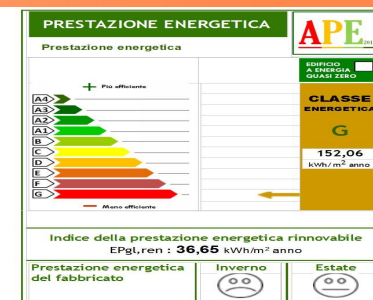 PRESTAZIONE ENERGETICA
APE
Prestazione energetica
EDIFICIO
A ENERGIA
QUASI ZERO
+ Più efficiente
A4
A3
A2
A1
B
C
D
E
F
G
— Meno efficiente
CLASSE
ENERGETICA
G
152,06
kWh/m² anno
Indice della prestazione energetica rinnovabile
EPgl,ren : 36,65 kWh/m² anno
Prestazione energetica
del fabbricato
Inverno
Estate